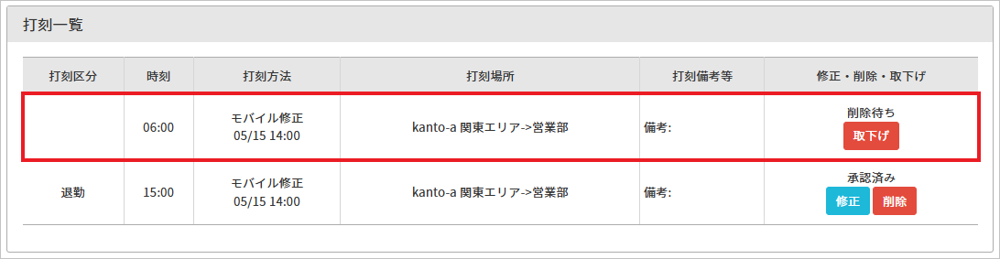 打刻一覧
打刻区分 時刻 打刻方法 打刻場所 打刻備考等 修正・削除・取下げ
06:00 モバイル修正 kanto-a 関東エリア->営業部 備考: 削除待ち
05/15 14:00 取下げ
退勤 15:00 モバイル修正 kanto-a 関東エリア->営業部 備考: 承認済み
05/15 14:00 修正 削除